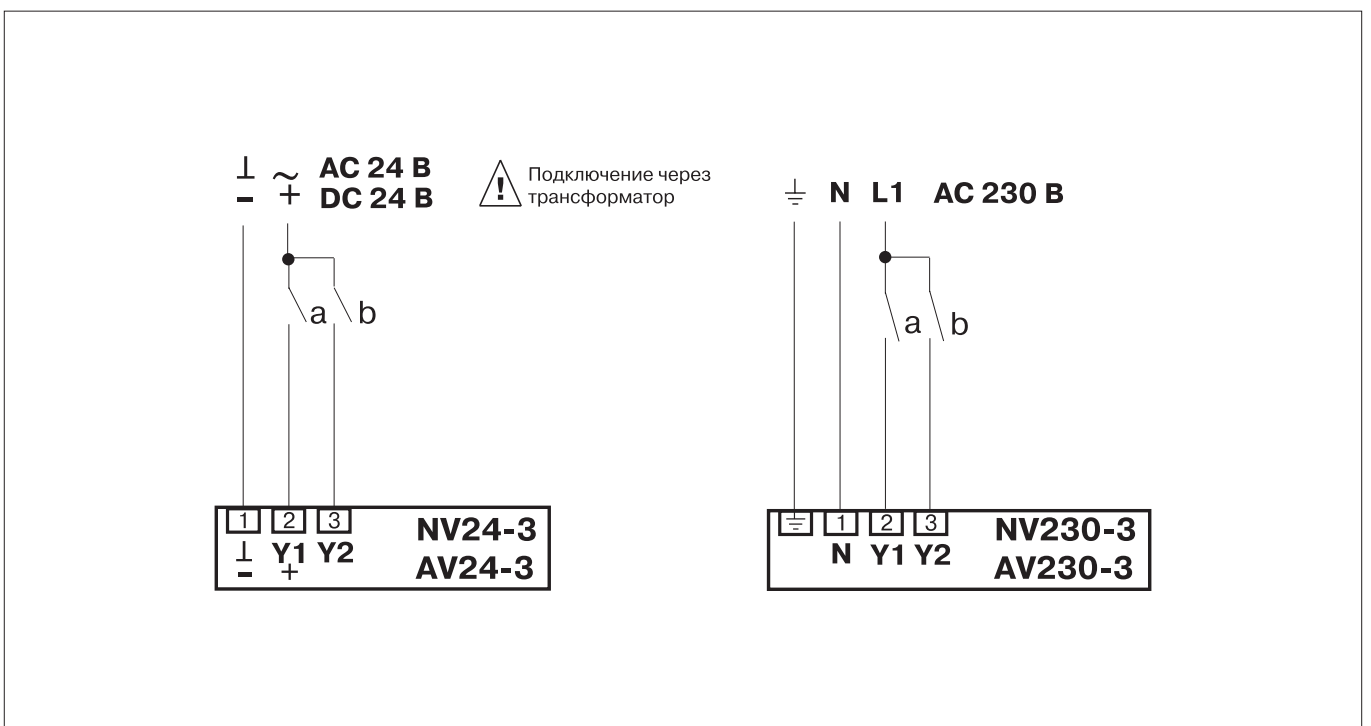 ⊥ ~ AC 24 В
- + DC 24 В
Подключение через
трансформатор
a b
1 2 3
NV24-3
⊥ Y1 Y2
- +
AV24-3
N L1 AC 230 В
a b
1 2 3
NV230-3
N Y1 Y2
AV230-3